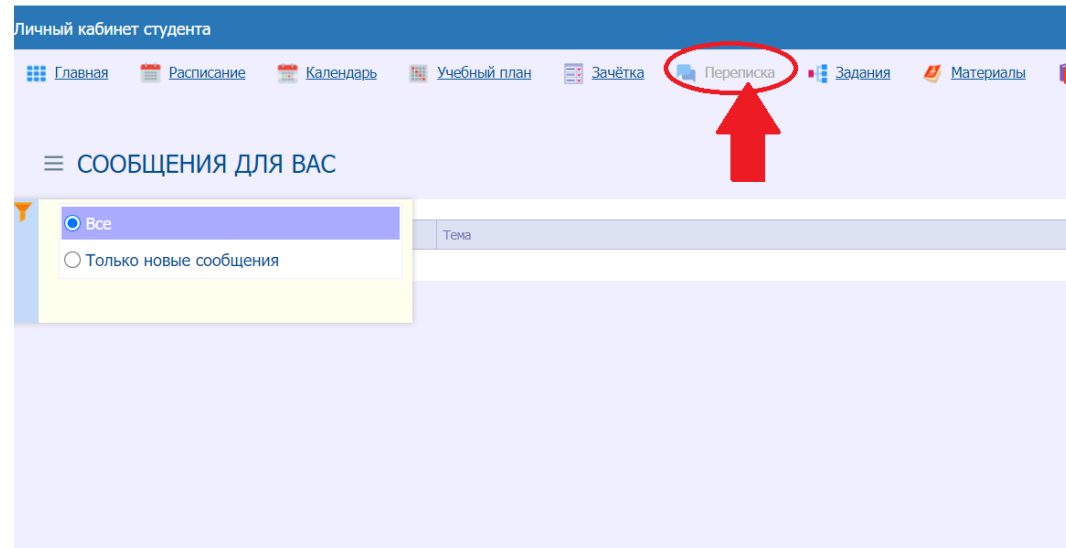 Личный кабинет студента
Главная Расписание Календарь Учебный план Зачётка Переписка Задания Материалы
СООБЩЕНИЯ ДЛЯ ВАС
Все
Тема
Только новые сообщения